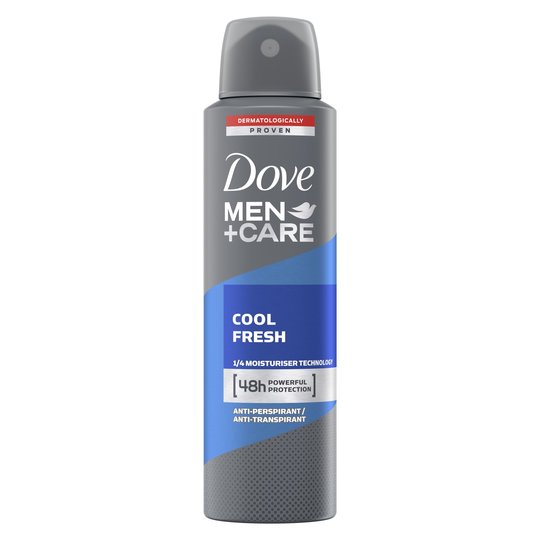 DERMATOLOGICALLY
PROVEN
Dove
MEN
+CARE
COOL
FRESH
1/4 MOISTURISER TECHNOLOGY
[48h POWERFUL
PROTECTION]
ANTI-PERSPIRANT/
ANTI-TRANSPIRANT